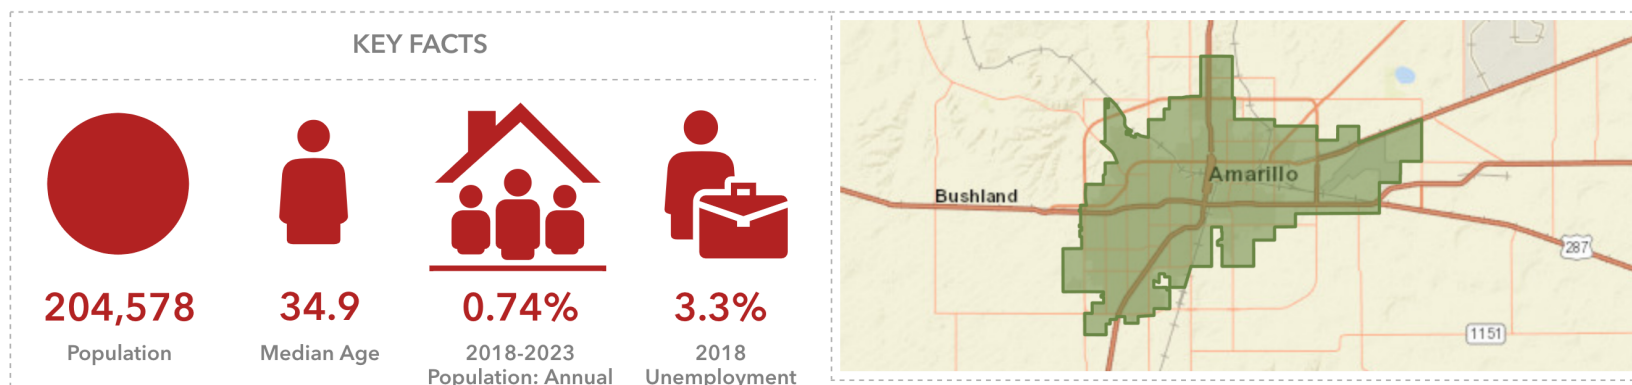 KEY FACTS
204,578
Population
34.9
Median Age
0.74%
2018-2023
Population: Annual
3.3%
2018
Unemployment
Bushland
Amarillo
287
1151